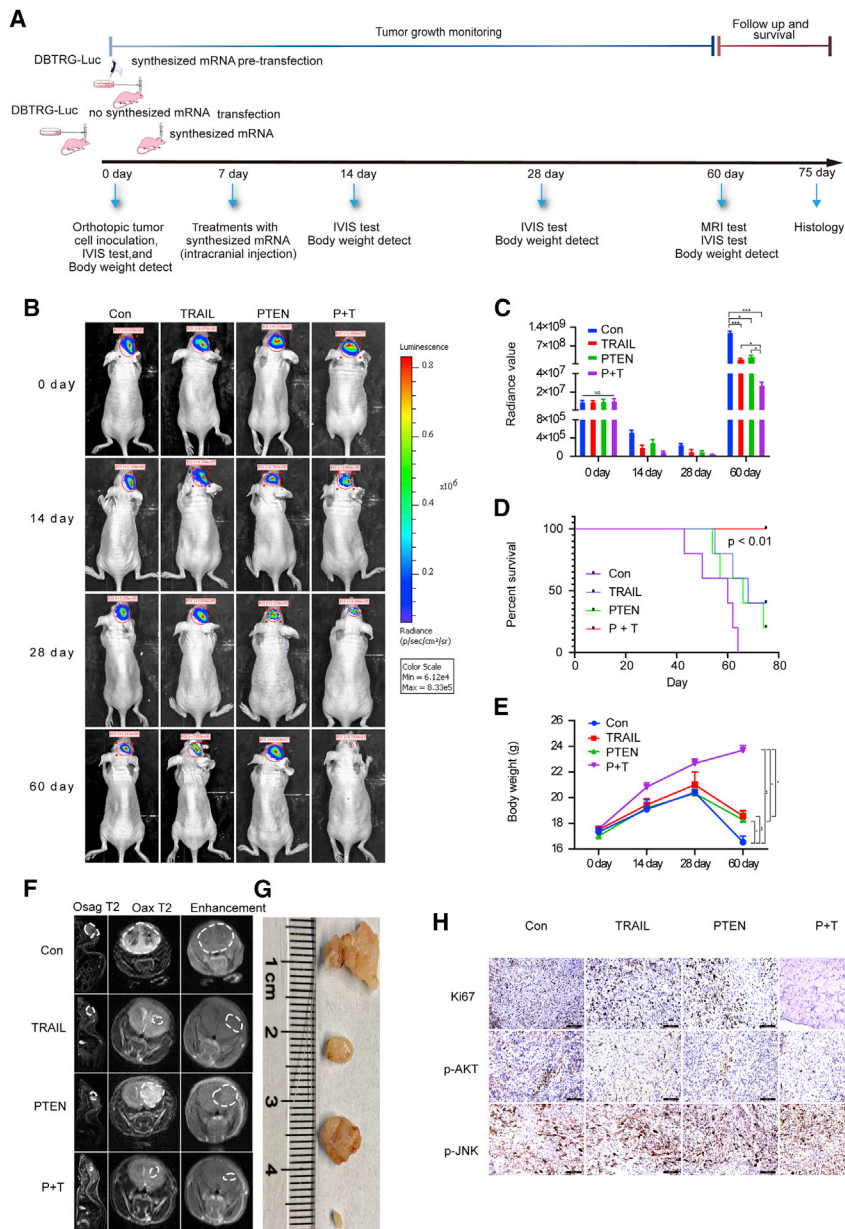 A
Tumor growth monitoring
Follow up and
survival
DBTRG-Luc synthesized mRNA pre-transfection
DBTRG-Luc no synthesized mRNA transfection
synthesized mRNA
0 day 7 day 14 day 28 day 60 day 75 day
Orthotopic tumor
cell inoculation,
IVIS test,and
Body weight detect
Treatments with
synthesized mRNA
(intracranial injection)
IVIS test
Body weight detect
IVIS test
Body weight detect
MRI test
IVIS test
Body weight detect
Histology
B
Con TRAIL PTEN P+T
0 day
14 day
28 day
60 day
Luminescence
0.8
0.6
0.4
x10⁶
0.2
Radiance
(p/sec/cm²/sr)
Color Scale
Min = 6.12e4
Max = 8.33e5
C
Radiance value
1.4×10⁹
7×10⁸
4×10⁷
2×10⁷
8×10⁵
4×10⁵
0
Con
TRAIL
PTEN
P+T
NS
***
*
***
*
*
0 day 14 day 28 day 60 day
D
Percent survival
100
50
0
p < 0.01
Con
TRAIL
PTEN
P + T
0 20 40 60 80
Day
E
Body weight (g)
26
24
22
20
18
16
Con
TRAIL
PTEN
P+T
0 day 14 day 28 day 60 day
F
Osag T2 Oax T2 Enhancement
Con
TRAIL
PTEN
P+T
G
1 cm
2
3
4
H
Con TRAIL PTEN P+T
Ki67
p-AKT
p-JNK